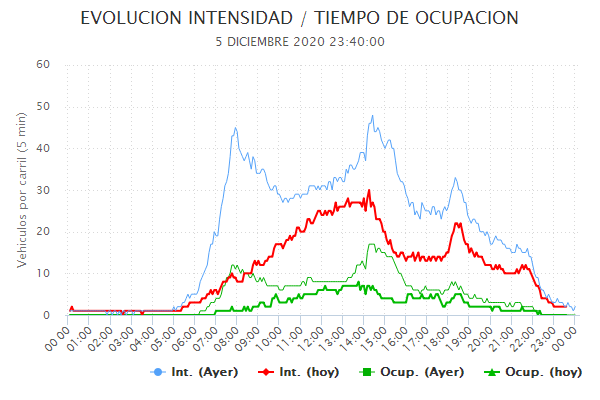 EVOLUCION INTENSIDAD / TIEMPO DE OCUPACION
5 DICIEMBRE 2020 23:40:00
Vehiculos por carril (5 min)
60
50
40
30
20
10
0
00:00 01:00 02:00 03:00 04:00 05:00 06:00 07:00 08:00 09:00 10:00 11:00 12:00 13:00 14:00 15:00 16:00 17:00 18:00 19:00 20:00 21:00 22:00 23:00 00:00
Int. (Ayer) Int. (hoy) Ocup. (Ayer) Ocup. (hoy)